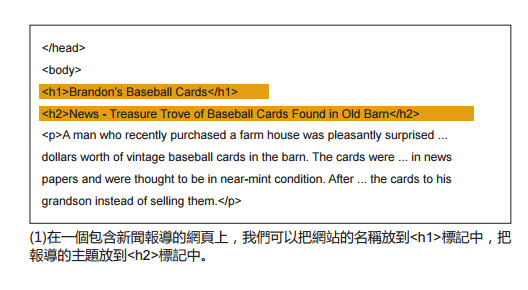 </head>
<body>
<h1>Brandon's Baseball Cards</h1>
<h2>News - Treasure Trove of Baseball Cards Found in Old Barn</h2>
<p>A man who recently purchased a farm house was pleasantly surprised ...
dollars worth of vintage baseball cards in the barn. The cards were ... in news
papers and were thought to be in near-mint condition. After ... the cards to his
grandson instead of selling them.</p>
(1)在一個包含新聞報導的網頁上，我們可以把網站的名稱放到<h1>標記中，把
報導的主題放到<h2>標記中。